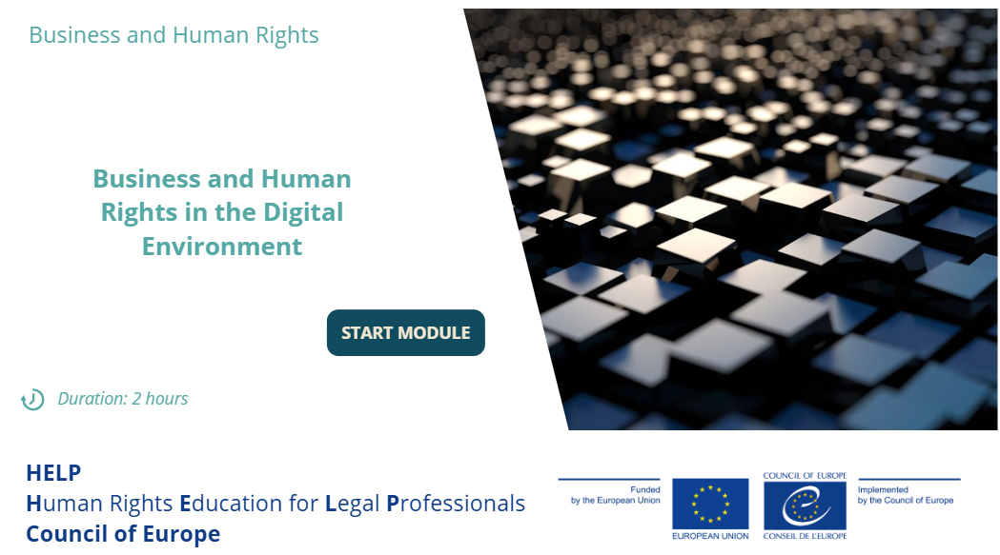 Business and Human Rights
Business and Human
Rights in the Digital
Environment
START MODULE
Duration: 2 hours
HELP
Human Rights Education for Legal Professionals
Council of Europe
Funded
by the European Union
EUROPEAN UNION
COUNCIL OF EUROPE
CONSEIL DE L'EUROPE
Implemented
by the Council of Europe